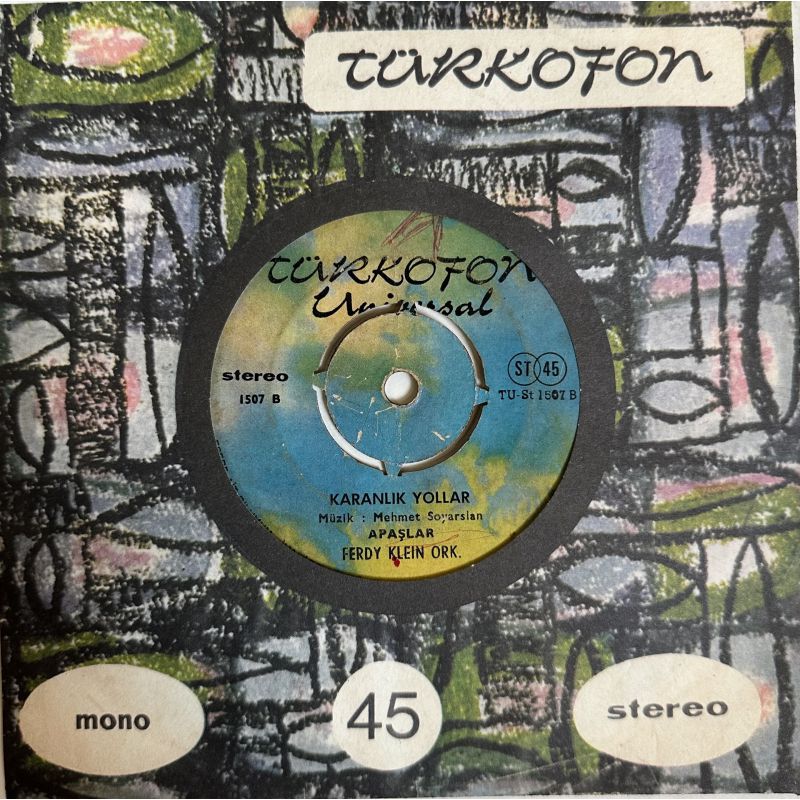 TÜRKOFON
TÜRKOFON
Universal
stereo
1507 B
ST 45
TU-St 1507 B
KARANLIK YOLLAR
Müzik : Mehmet Soyarslan
APAŞLAR
FERDY KLEIN ORK.
mono
45
stereo